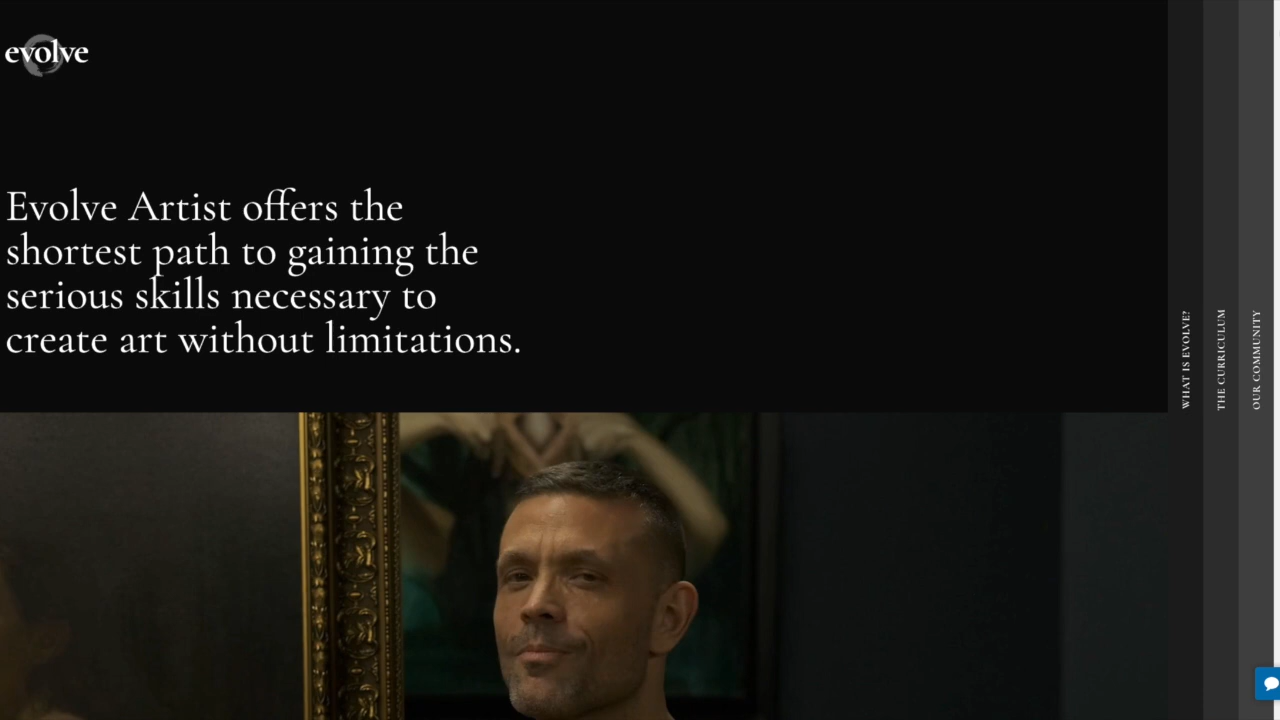 evolve
Evolve Artist offers the
shortest path to gaining the
serious skills necessary to
create art without limitations.
WHAT IS EVOLVE?
THE CURRICULUM
OUR COMMUNITY